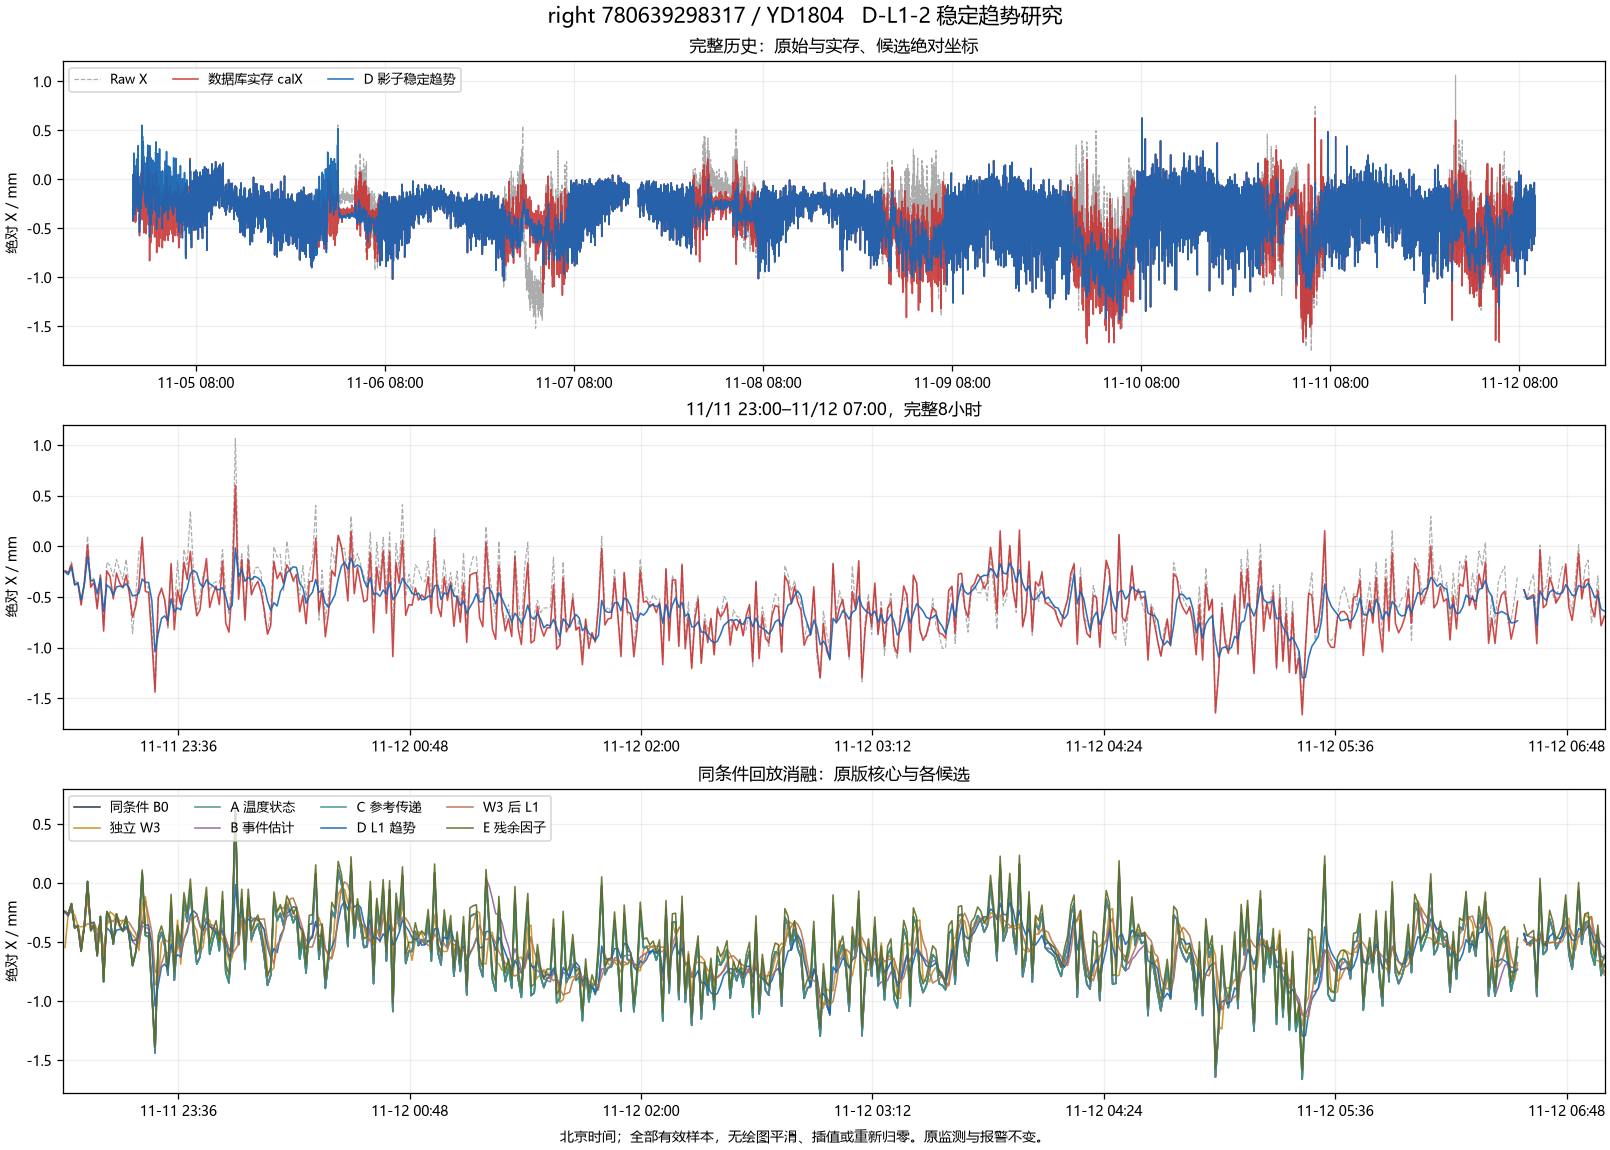 right 780639298317 / YD1804   D-L1-2 稳定趋势研究
完整历史：原始与实存、候选绝对坐标
Raw X   数据库实存 calX   D 影子稳定趋势
绝对 X / mm
1.0
0.5
0.0
-0.5
-1.0
-1.5
11-05 08:00   11-06 08:00   11-07 08:00   11-08 08:00   11-09 08:00   11-10 08:00   11-11 08:00   11-12 08:00
11/11 23:00–11/12 07:00，完整8小时
绝对 X / mm
1.0
0.5
0.0
-0.5
-1.0
-1.5
11-11 23:36   11-12 00:48   11-12 02:00   11-12 03:12   11-12 04:24   11-12 05:36   11-12 06:48
同条件回放消融：原版核心与各候选
同条件 B0   A 温度状态   C 参考传递   W3 后 L1
独立 W3   B 事件估计   D L1 趋势   E 残余因子
绝对 X / mm
0.5
0.0
-0.5
-1.0
-1.5
11-11 23:36   11-12 00:48   11-12 02:00   11-12 03:12   11-12 04:24   11-12 05:36   11-12 06:48
北京时间；全部有效样本，无绘图平滑、插值或重新归零。原监测与报警不变。